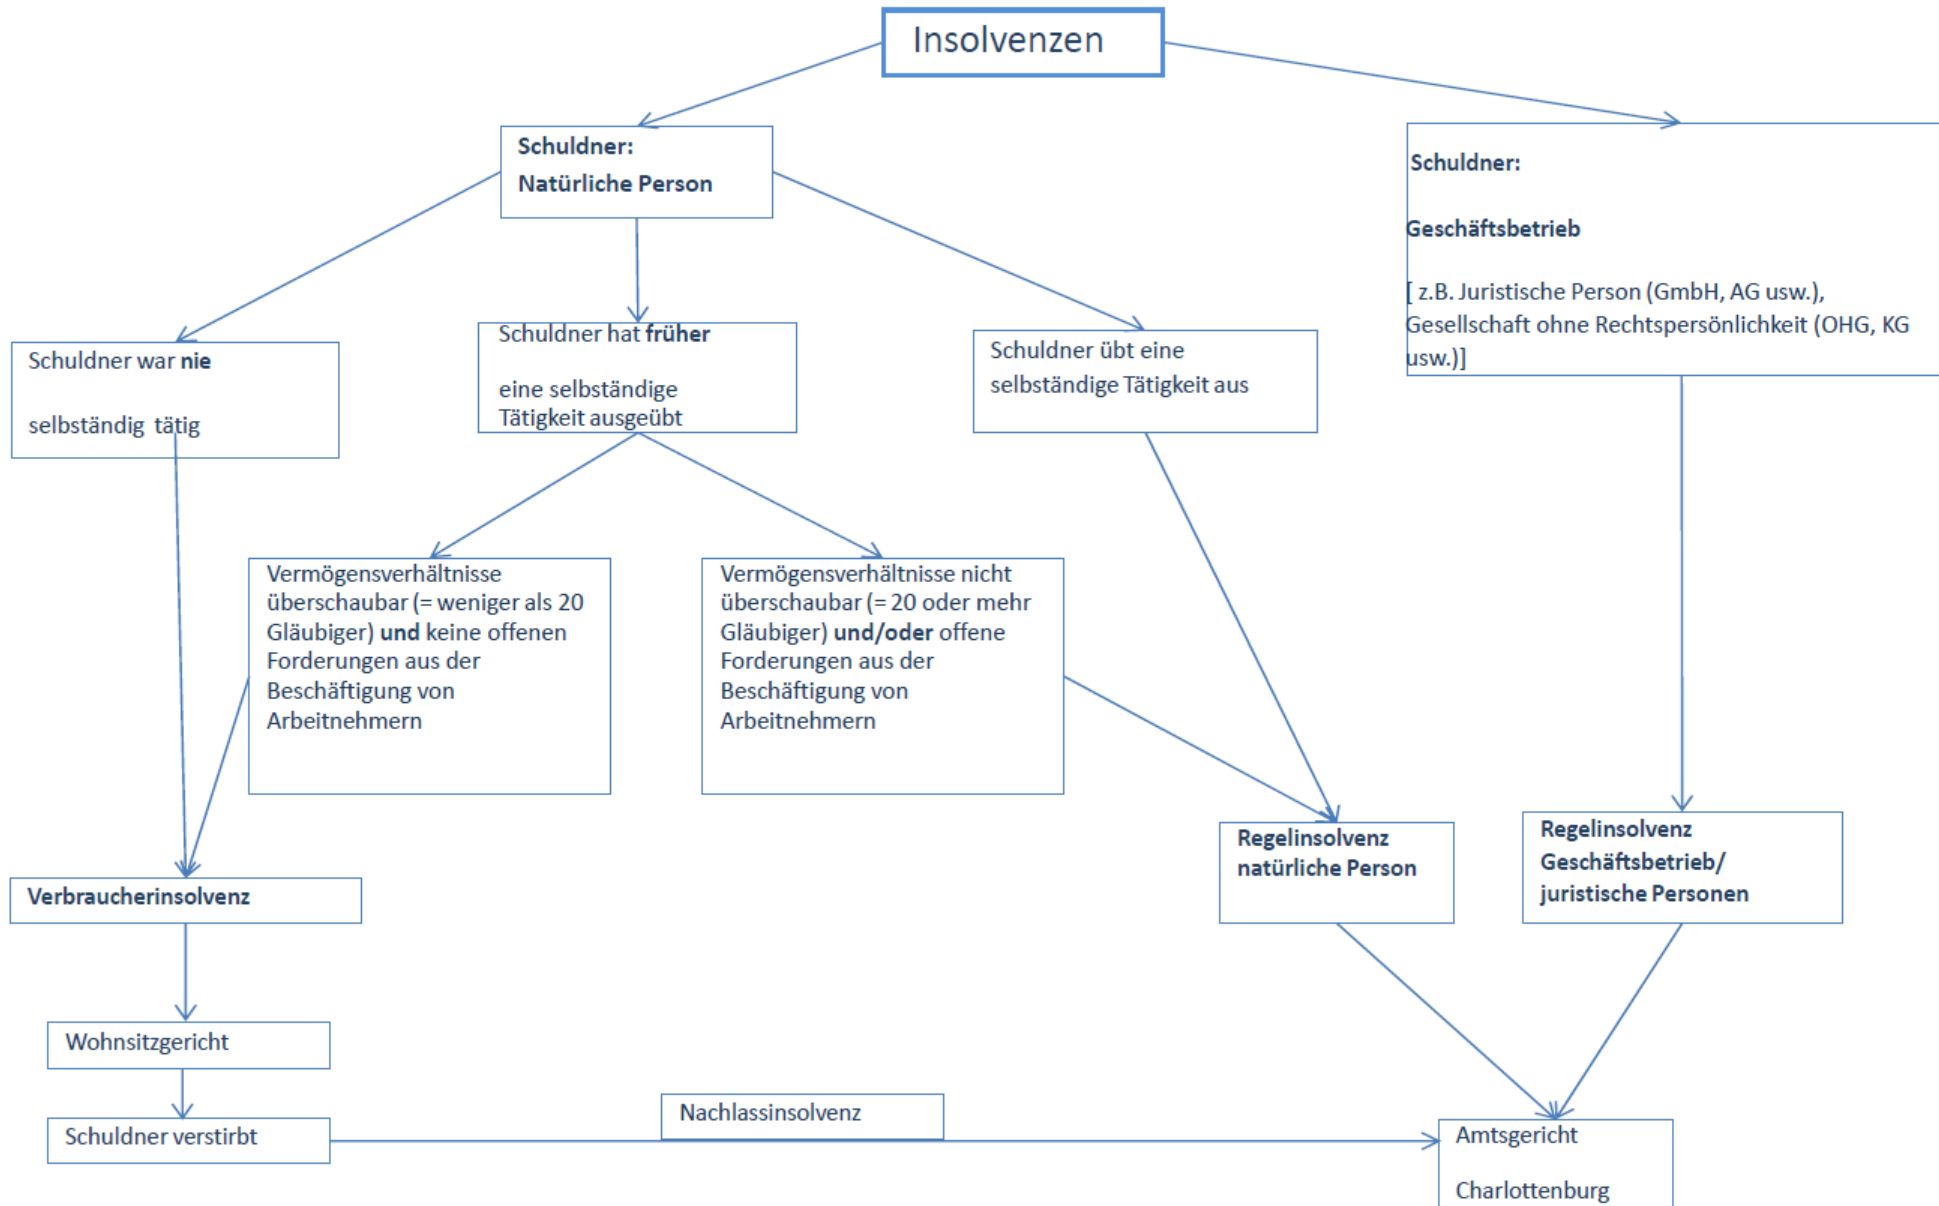 Insolvenzen
Schuldner:
Natürliche Person
Schuldner:
Geschäftsbetrieb
[ z.B. Juristische Person (GmbH, AG usw.),
Gesellschaft ohne Rechtspersönlichkeit (OHG, KG
usw.)]
Schuldner war nie
selbständig tätig
Schuldner hat früher
eine selbständige
Tätigkeit ausgeübt
Schuldner übt eine
selbständige Tätigkeit aus
Vermögensverhältnisse
überschaubar (= weniger als 20
Gläubiger) und keine offenen
Forderungen aus der
Beschäftigung von
Arbeitnehmern
Vermögensverhältnisse nicht
überschaubar (= 20 oder mehr
Gläubiger) und/oder offene
Forderungen aus der
Beschäftigung von
Arbeitnehmern
Verbraucherinsolvenz
Regelinsolvenz
natürliche Person
Regelinsolvenz
Geschäftsbetrieb/
juristische Personen
Wohnsitzgericht
Schuldner verstirbt
Nachlassinsolvenz
Amtsgericht
Charlottenburg